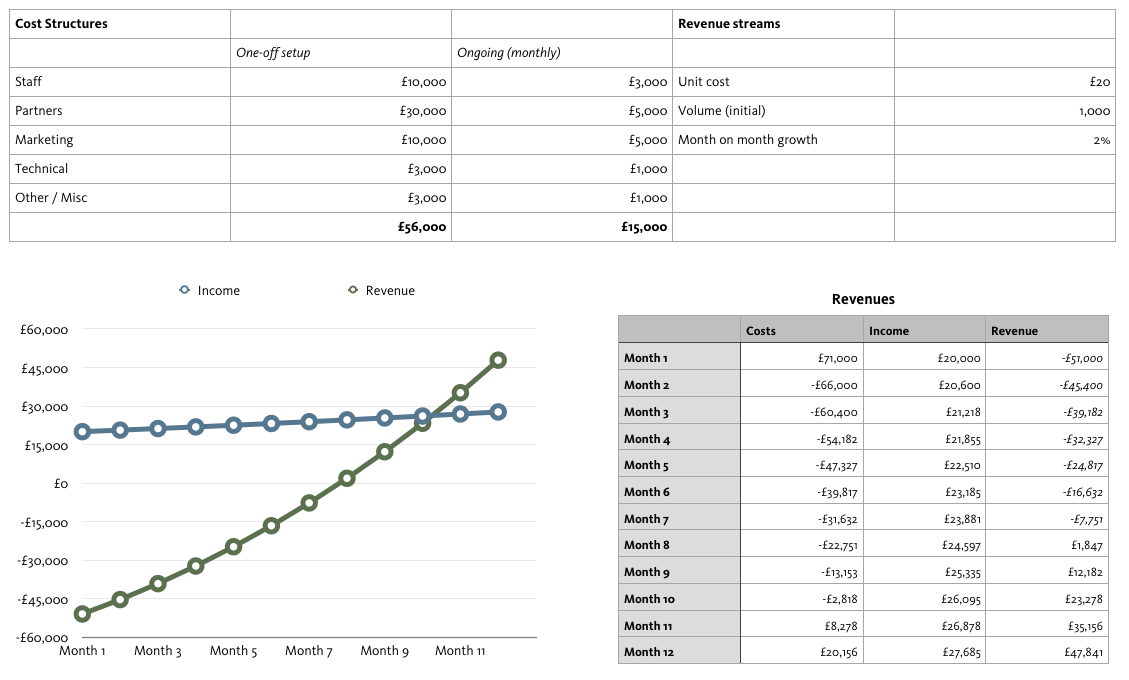 Cost Structures Revenue streams
One-off setup Ongoing (monthly)
Staff £10,000 £3,000 Unit cost £20
Partners £30,000 £5,000 Volume (initial) 1,000
Marketing £10,000 £5,000 Month on month growth 2%
Technical £3,000 £1,000
Other / Misc £3,000 £1,000
£56,000 £15,000
Income Revenue
£60,000
£45,000
£30,000
£15,000
£0
-£15,000
-£30,000
-£45,000
-£60,000
Month 1 Month 3 Month 5 Month 7 Month 9 Month 11
Revenues
Costs Income Revenue
Month 1 £71,000 £20,000 -£51,000
Month 2 -£66,000 £20,600 -£45,400
Month 3 -£60,400 £21,218 -£39,182
Month 4 -£54,182 £21,855 -£32,327
Month 5 -£47,327 £22,510 -£24,817
Month 6 -£39,817 £23,185 -£16,632
Month 7 -£31,632 £23,881 -£7,751
Month 8 -£22,751 £24,597 £1,847
Month 9 -£13,153 £25,335 £12,182
Month 10 -£2,818 £26,095 £23,278
Month 11 £8,278 £26,878 £35,156
Month 12 £20,156 £27,685 £47,841